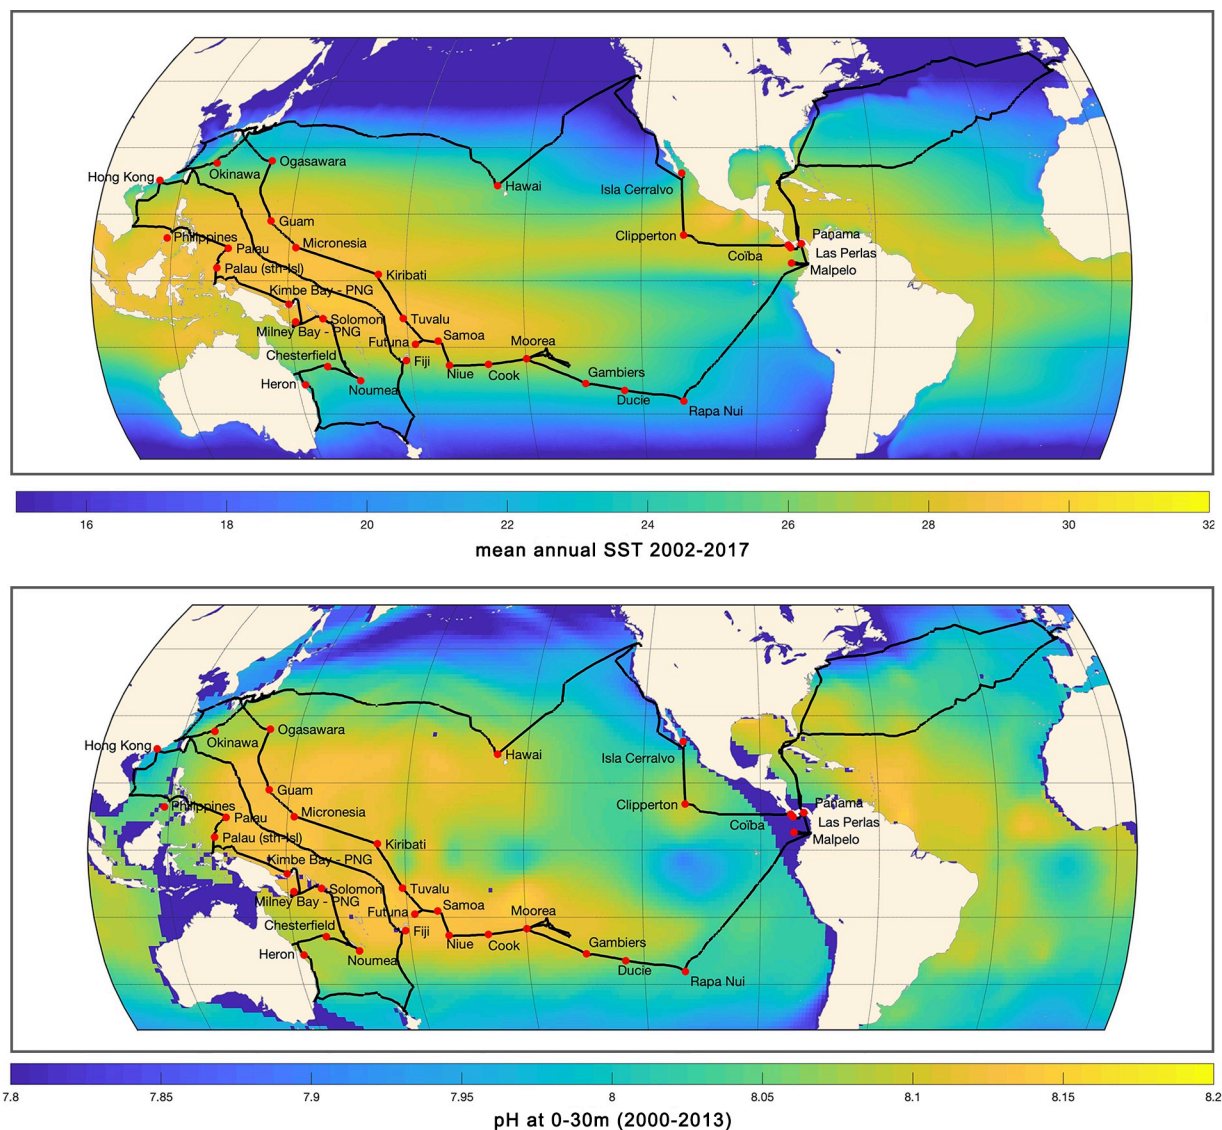 Ogasawara
Okinawa
Hong Kong
Hawai
Isla Cerralvo
Guam
Philippines
Palau
Micronesia
Clipperton
Panama
Las Perlas
Coïba
Malpelo
Palau (sth-Isl)
Kiribati
Kimbe Bay - PNG
Solomon
Milney Bay - PNG
Tuvalu
Futuna
Samoa
Moorea
Chesterfield
Fiji
Niue
Cook
Gambiers
Heron
Noumea
Ducie
Rapa Nui
16 18 20 22 24 26 28 30 32
mean annual SST 2002-2017
Ogasawara
Okinawa
Hong Kong
Hawai
Isla Cerralvo
Guam
Philippines
Palau
Micronesia
Clipperton
Panama
Las Perlas
Coïba
Malpelo
Palau (sth-Isl)
Kiribati
Kimbe Bay - PNG
Solomon
Milney Bay - PNG
Tuvalu
Futuna
Samoa
Moorea
Chesterfield
Fiji
Niue
Cook
Gambiers
Heron
Noumea
Ducie
Rapa Nui
7.8 7.85 7.9 7.95 8 8.05 8.1 8.15 8.2
pH at 0-30m (2000-2013)